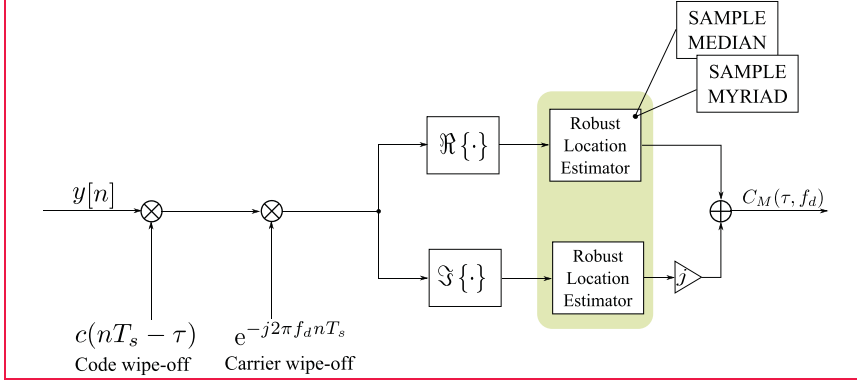 SAMPLE
MEDIAN
SAMPLE
MYRIAD
Robust
Location
Estimator
ℜ{·}
y[n]
C_M(τ, f_d)
Robust
Location
Estimator
ℑ{·}
j
c(nT_s − τ)
e^{−j2πf_d nT_s}
Code wipe-off
Carrier wipe-off